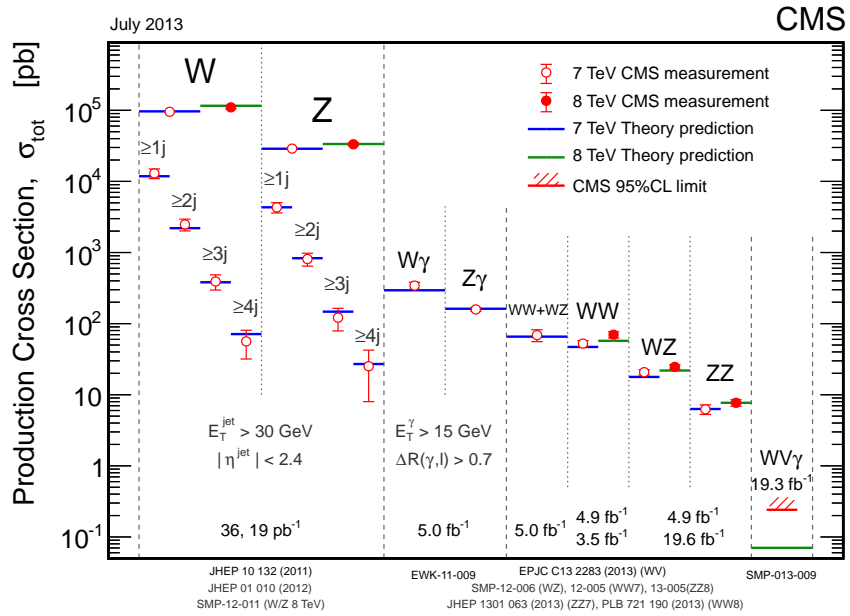 July 2013
CMS
Production Cross Section, σtot [pb]
10^5
10^4
10^3
10^2
10
1
10^-1
W
Z
7 TeV CMS measurement
8 TeV CMS measurement
7 TeV Theory prediction
8 TeV Theory prediction
CMS 95%CL limit
≥1j
≥2j
≥3j
≥4j
≥1j
≥2j
≥3j
≥4j
Wγ
Zγ
WW+WZ
WW
WZ
ZZ
WVγ
19.3 fb^-1
E_T^jet > 30 GeV
|η^jet| < 2.4
E_T^γ > 15 GeV
ΔR(γ,l) > 0.7
36, 19 pb^-1
5.0 fb^-1
5.0 fb^-1
4.9 fb^-1
3.5 fb^-1
4.9 fb^-1
19.6 fb^-1
JHEP 10 132 (2011)
JHEP 01 010 (2012)
SMP-12-011 (W/Z 8 TeV)
EWK-11-009
EPJC C13 2283 (2013) (WV)
SMP-12-006 (WZ), 12-005 (WW7), 13-005(ZZ8)
JHEP 1301 063 (2013) (ZZ7), PLB 721 190 (2013) (WW8)
SMP-013-009